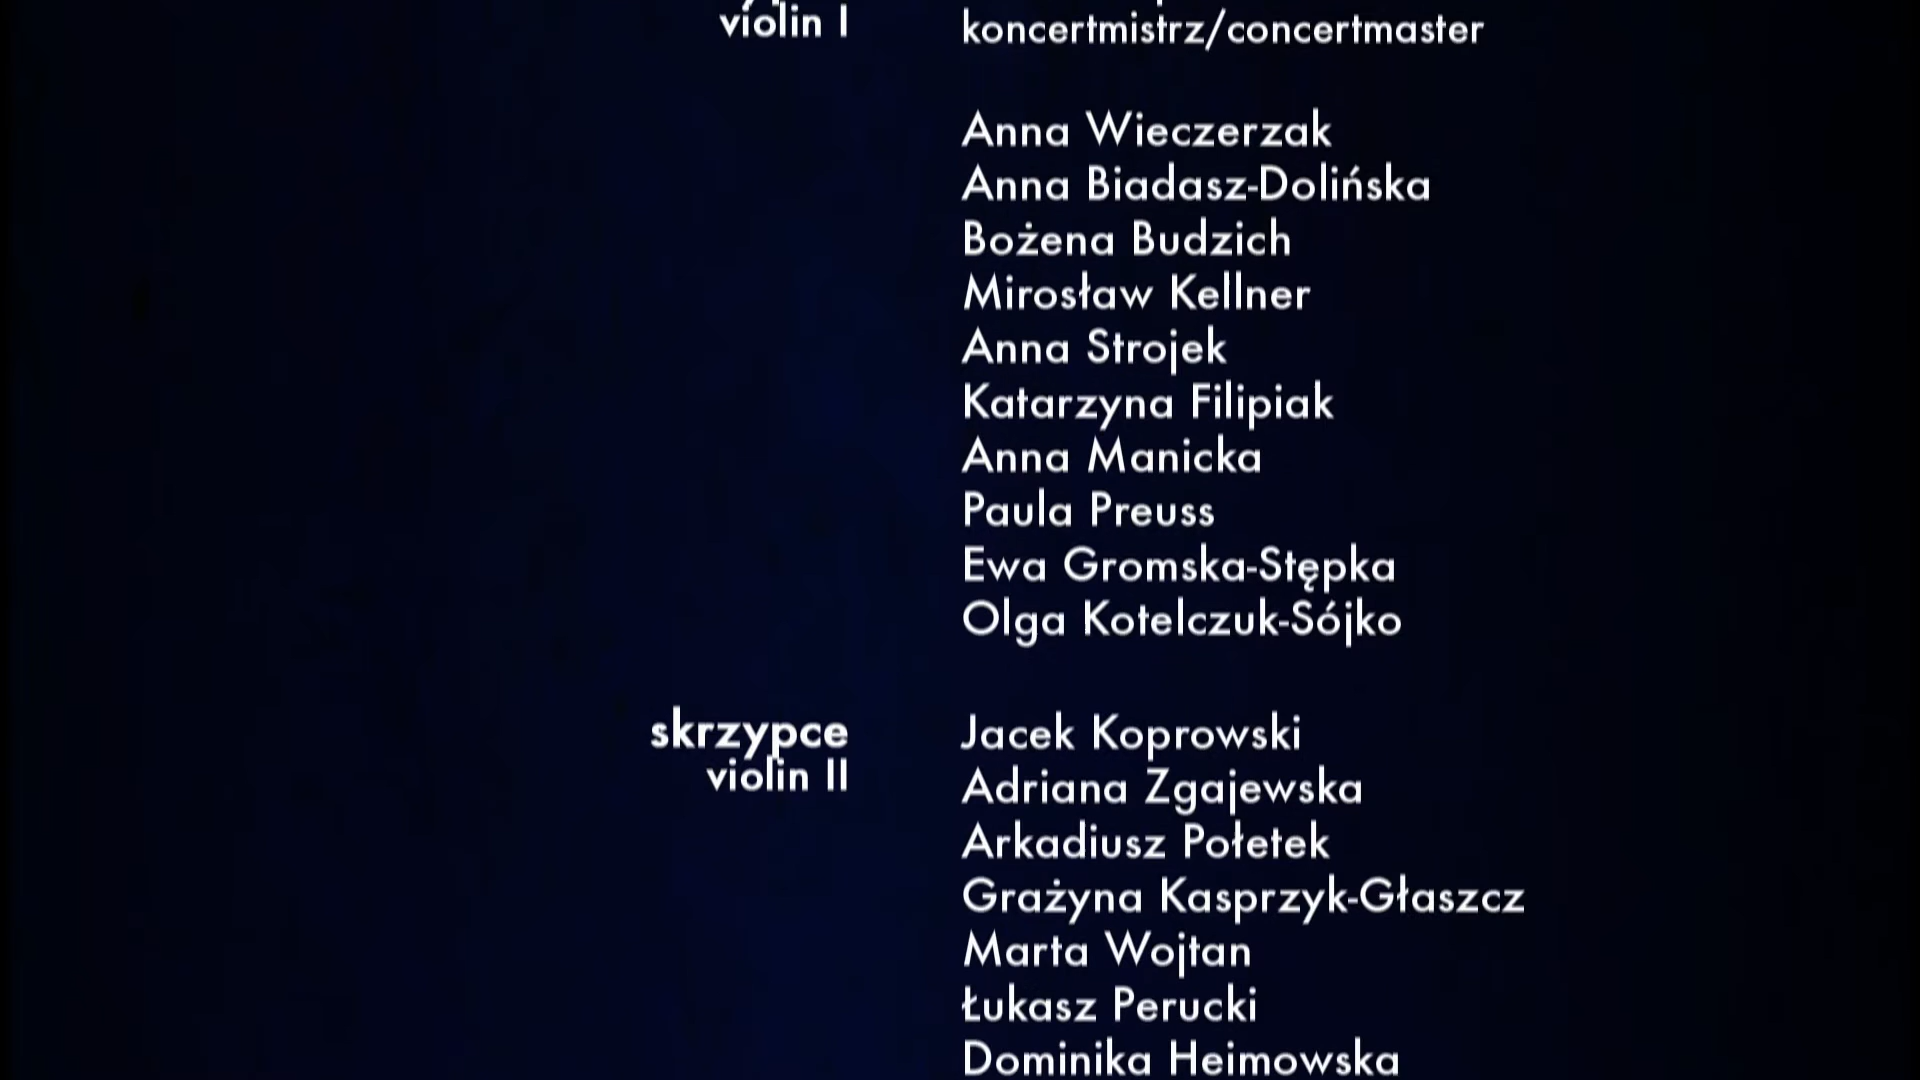 violin I
koncertmistrz/concertmaster
Anna Wieczerzak
Anna Biadasz-Dolińska
Bożena Budzich
Mirosław Kellner
Anna Strojek
Katarzyna Filipiak
Anna Manicka
Paula Preuss
Ewa Gromska-Stępka
Olga Kotelczuk-Sójko
skrzypce
violin II
Jacek Koprowski
Adriana Zgajewska
Arkadiusz Połetek
Grażyna Kasprzyk-Głaszcz
Marta Wojtan
Łukasz Perucki
Dominika Heimowska